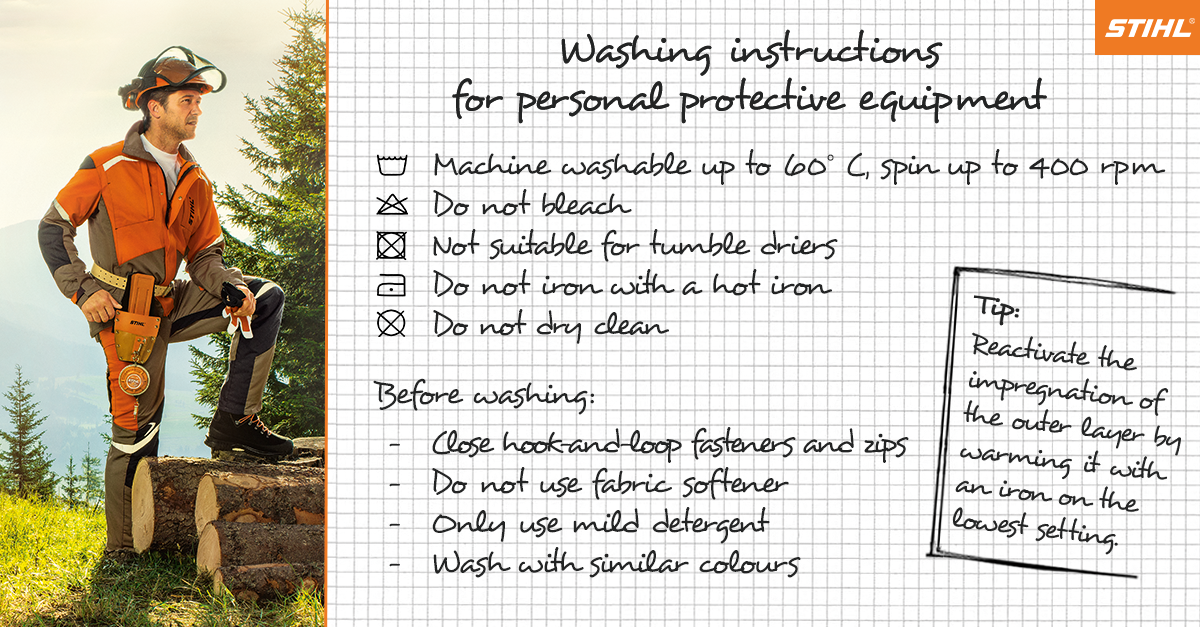 STIHL®
Washing instructions
for personal protective equipment
Machine washable up to 60° C, spin up to 400 rpm
Do not bleach
Not suitable for tumble driers
Do not iron with a hot iron
Do not dry clean
Before washing:
- Close hook-and-loop fasteners and zips
- Do not use fabric softener
- Only use mild detergent
- Wash with similar colours
Tip:
Reactivate the
impregnation of
the outer layer by
warming it with
an iron on the
lowest setting.
STIHL
STIHL